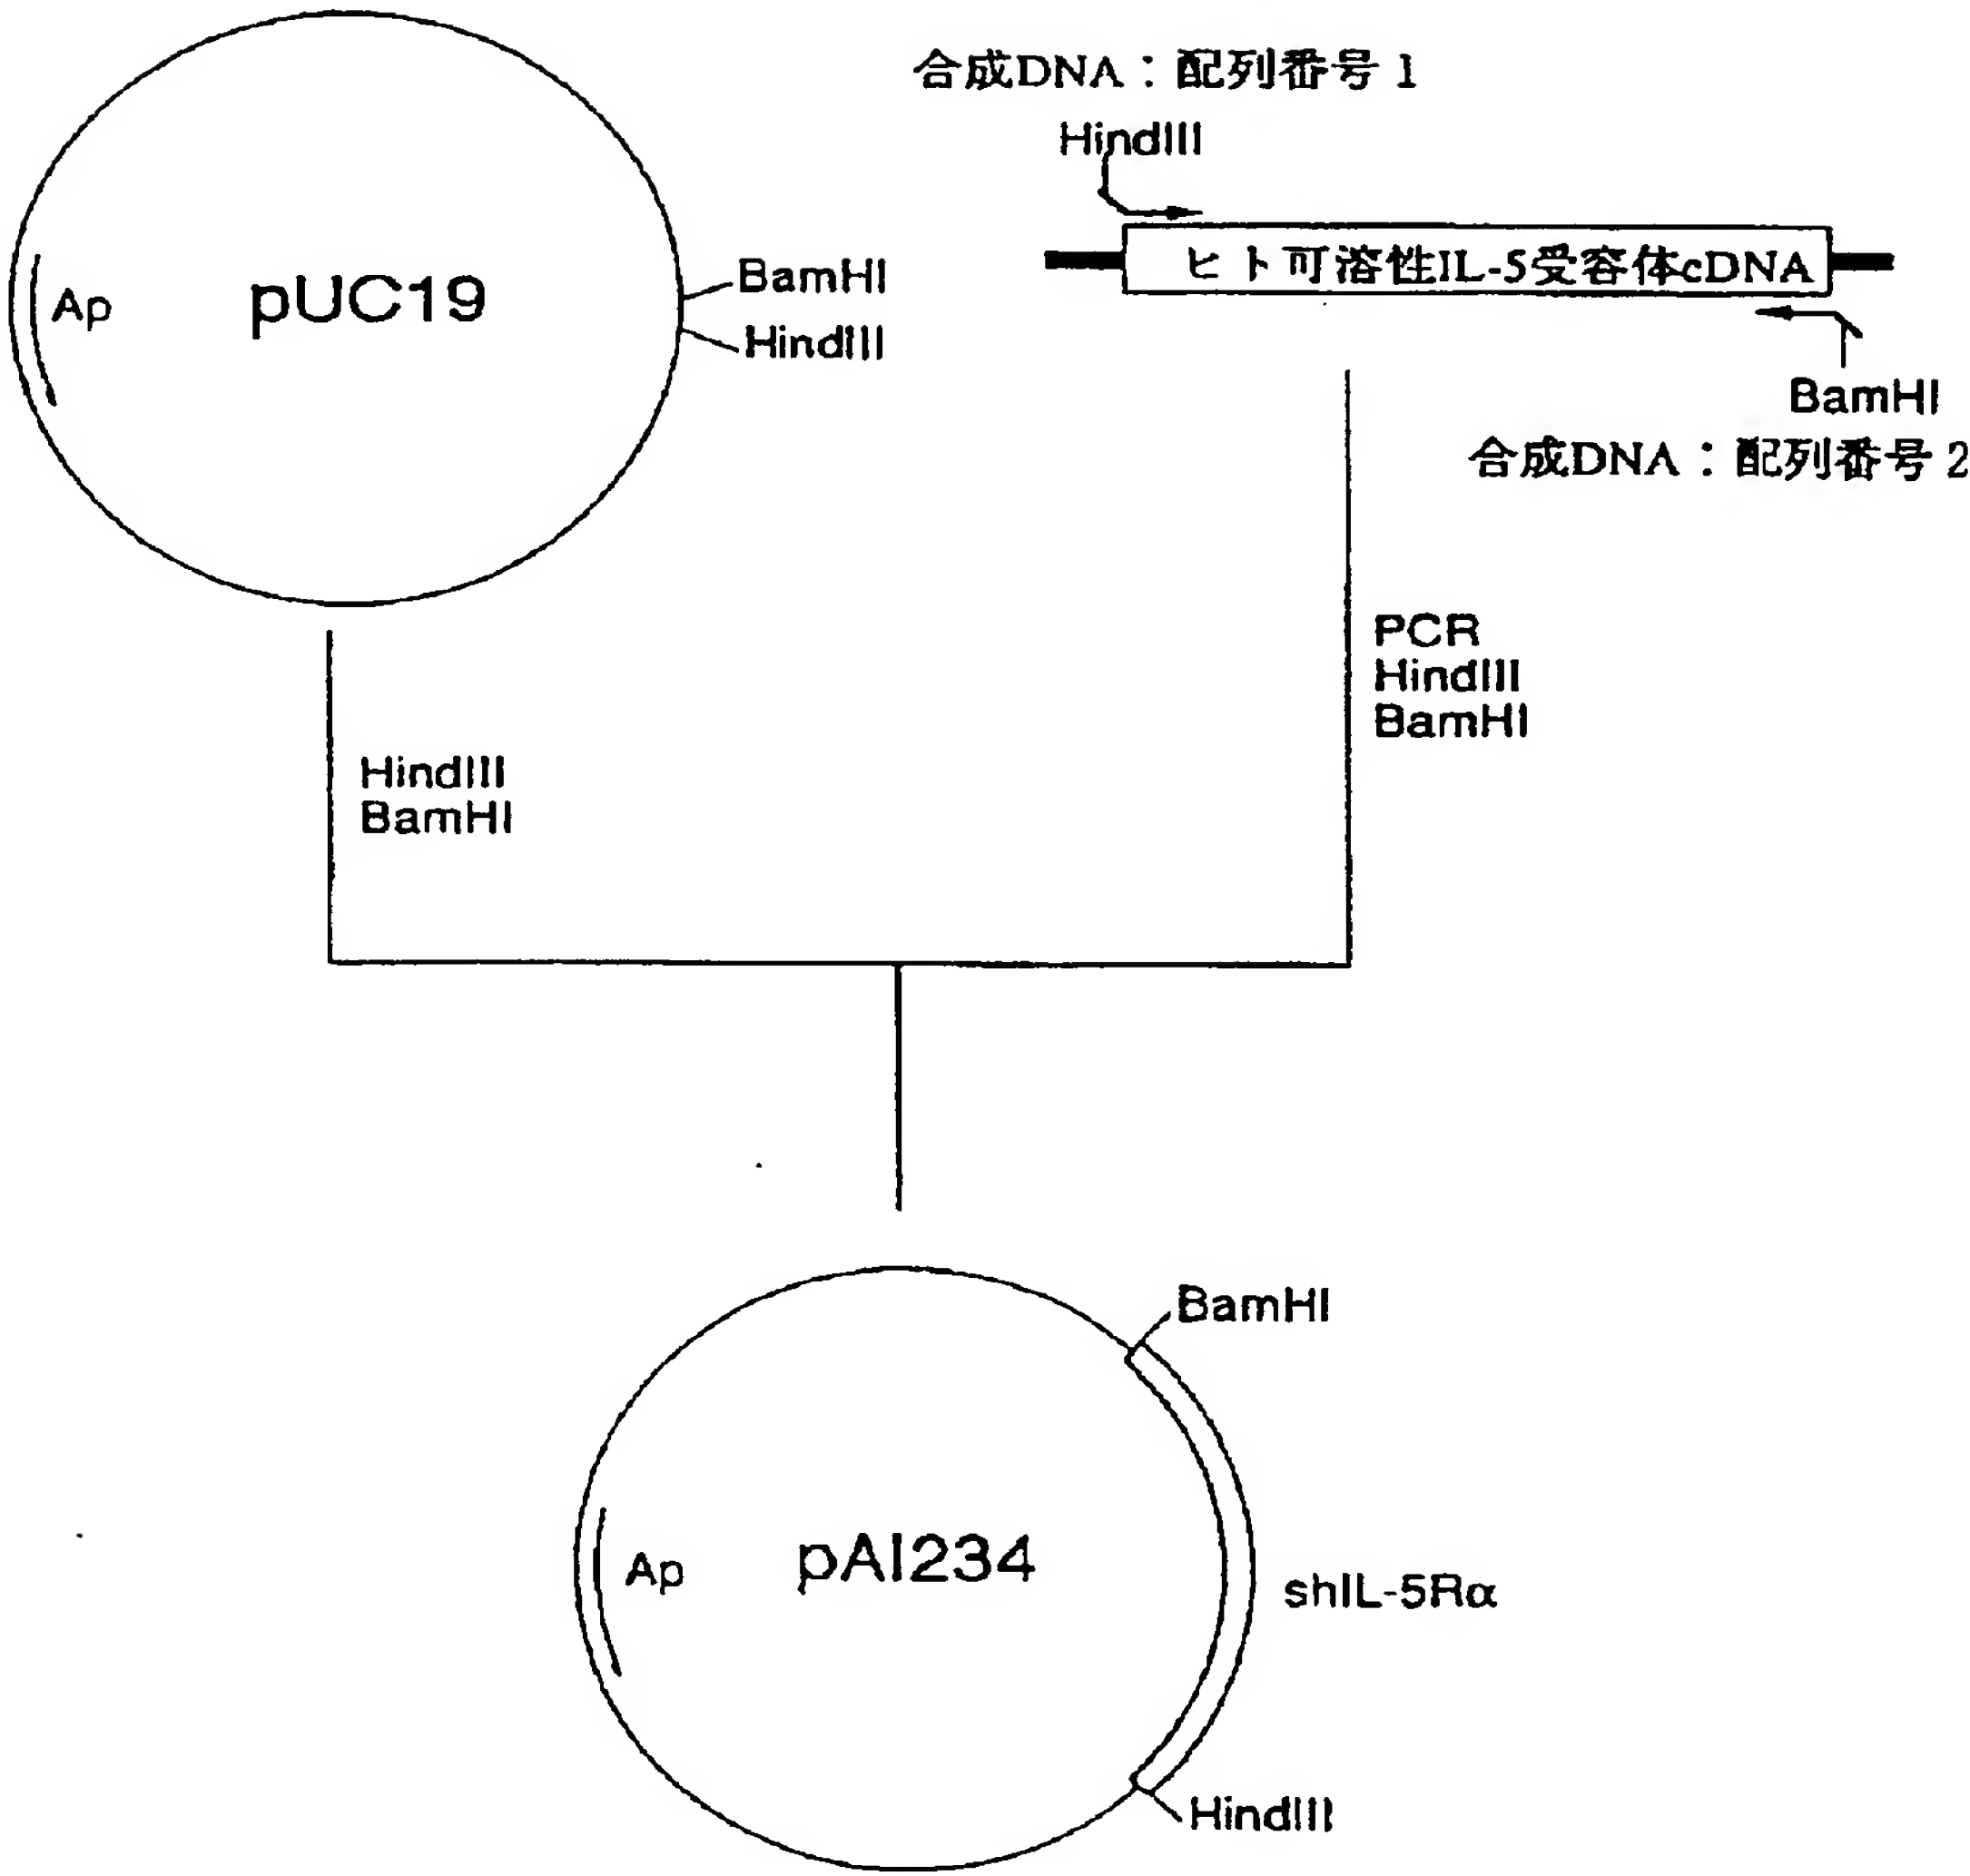 合成DNA：配列番号1
HindIII
ヒト可溶性IL-5受容体cDNA
BamHI
合成DNA：配列番号2
pUC19
Ap
BamHI
HindIII
PCR
HindIII
BamHI
HindIII
BamHI
BamHI
pAI234
Ap
shIL-5Rα
HindIII